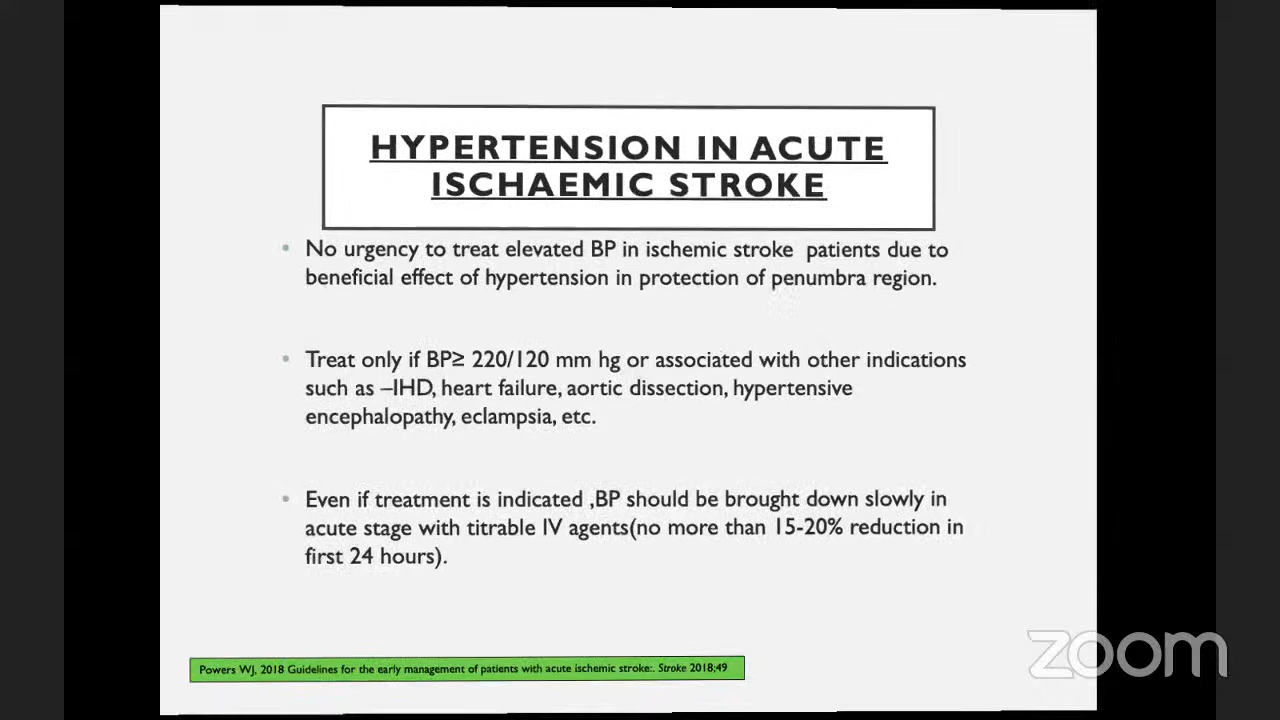 HYPERTENSION IN ACUTE
ISCHAEMIC STROKE
• No urgency to treat elevated BP in ischemic stroke patients due to
beneficial effect of hypertension in protection of penumbra region.
• Treat only if BP≥ 220/120 mm hg or associated with other indications
such as –IHD, heart failure, aortic dissection, hypertensive
encephalopathy, eclampsia, etc.
• Even if treatment is indicated ,BP should be brought down slowly in
acute stage with titrable IV agents(no more than 15-20% reduction in
first 24 hours).
Powers WJ, 2018 Guidelines for the early management of patients with acute ischemic stroke:. Stroke 2018;49
zoom